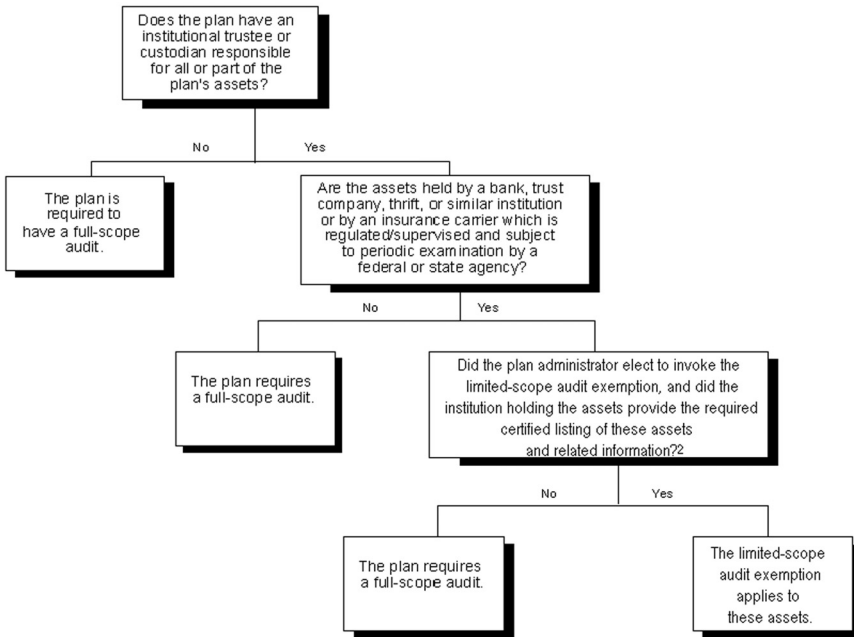 Does the plan have an
institutional trustee or
custodian responsible
for all or part of the
plan's assets?
No
Yes
The plan is
required to
have a full-scope
audit.
Are the assets held by a bank, trust
company, thrift, or similar institution
or by an insurance carrier which is
regulated/supervised and subject
to periodic examination by a
federal or state agency?
No
Yes
The plan requires
a full-scope audit.
Did the plan administrator elect to invoke the
limited-scope audit exemption, and did the
institution holding the assets provide the required
certified listing of these assets
and related information?2
No
Yes
The plan requires
a full-scope audit.
The limited-scope
audit exemption
applies to
these assets.